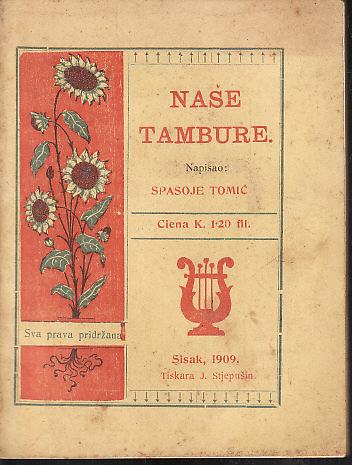 NAŠE
TAMBURE.
Napisao:
SPASOJE TOMIĆ
Ciena K. 1·20 fil.
Sva prava pridržana
Sisak, 1909.
Tiskara J. Stjepušin.